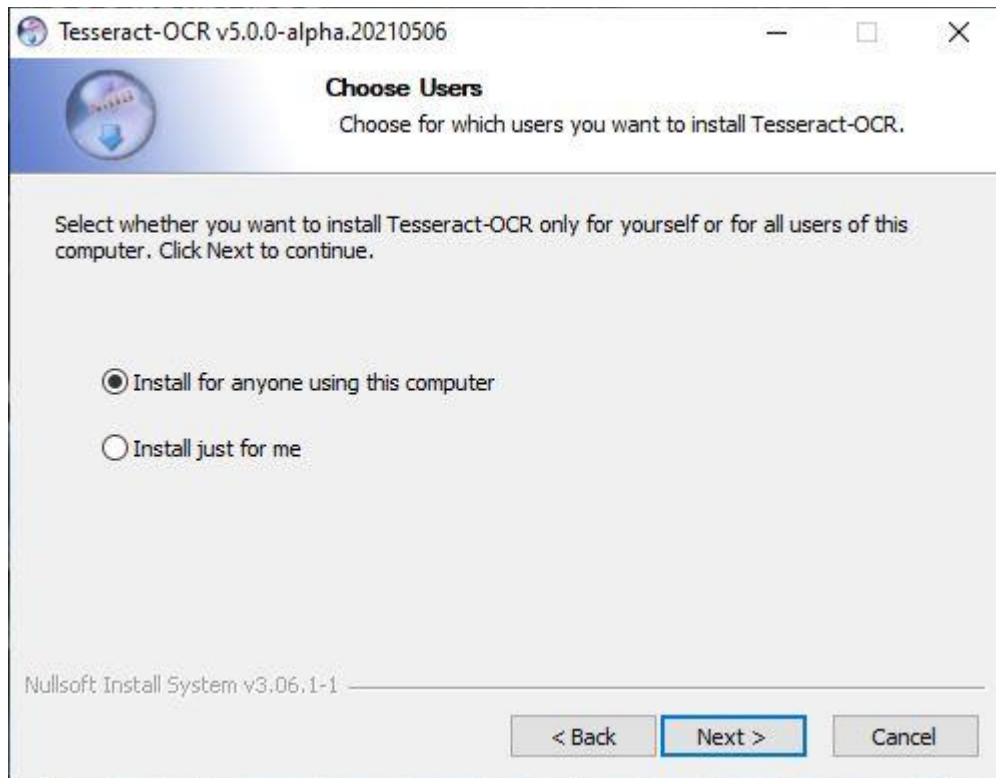 Tesseract-OCR v5.0.0-alpha.20210506
Choose Users
Choose for which users you want to install Tesseract-OCR.
Select whether you want to install Tesseract-OCR only for yourself or for all users of this
computer. Click Next to continue.
Install for anyone using this computer
Install just for me
Nullsoft Install System v3.06.1-1
< Back Next > Cancel